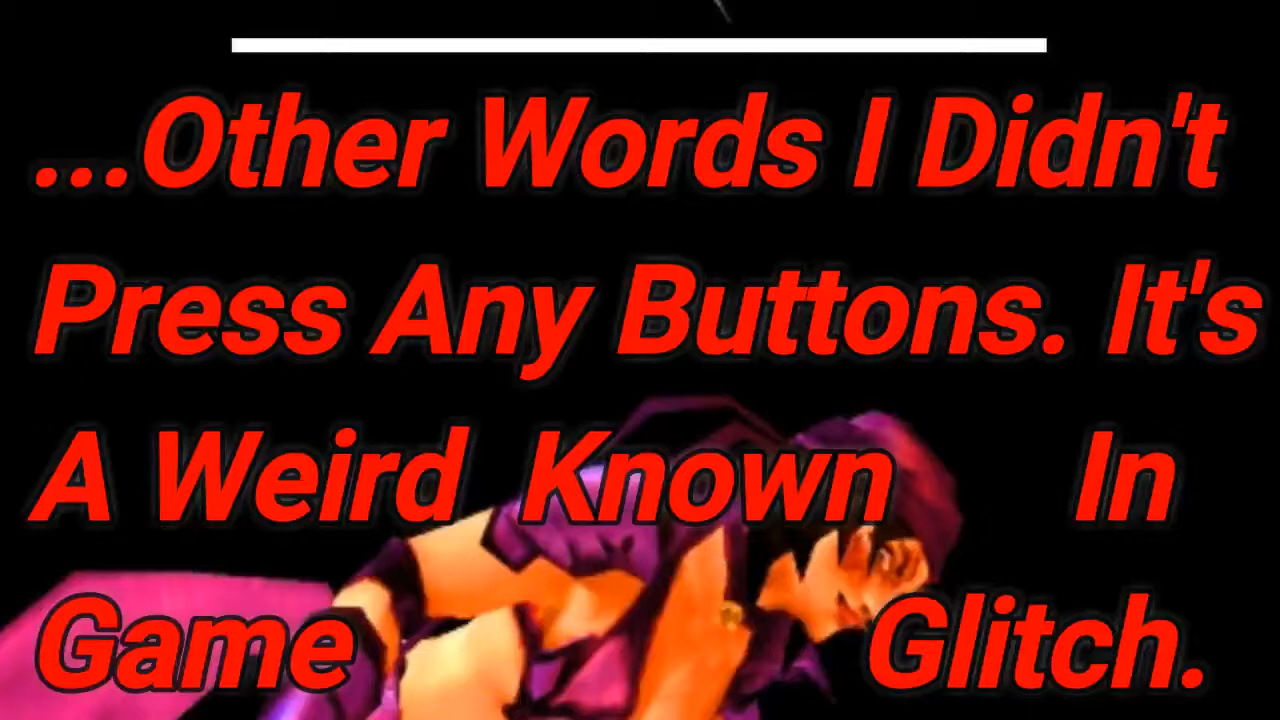 ...Other Words I Didn't
Press Any Buttons. It's
A Weird Known In
Game Glitch.